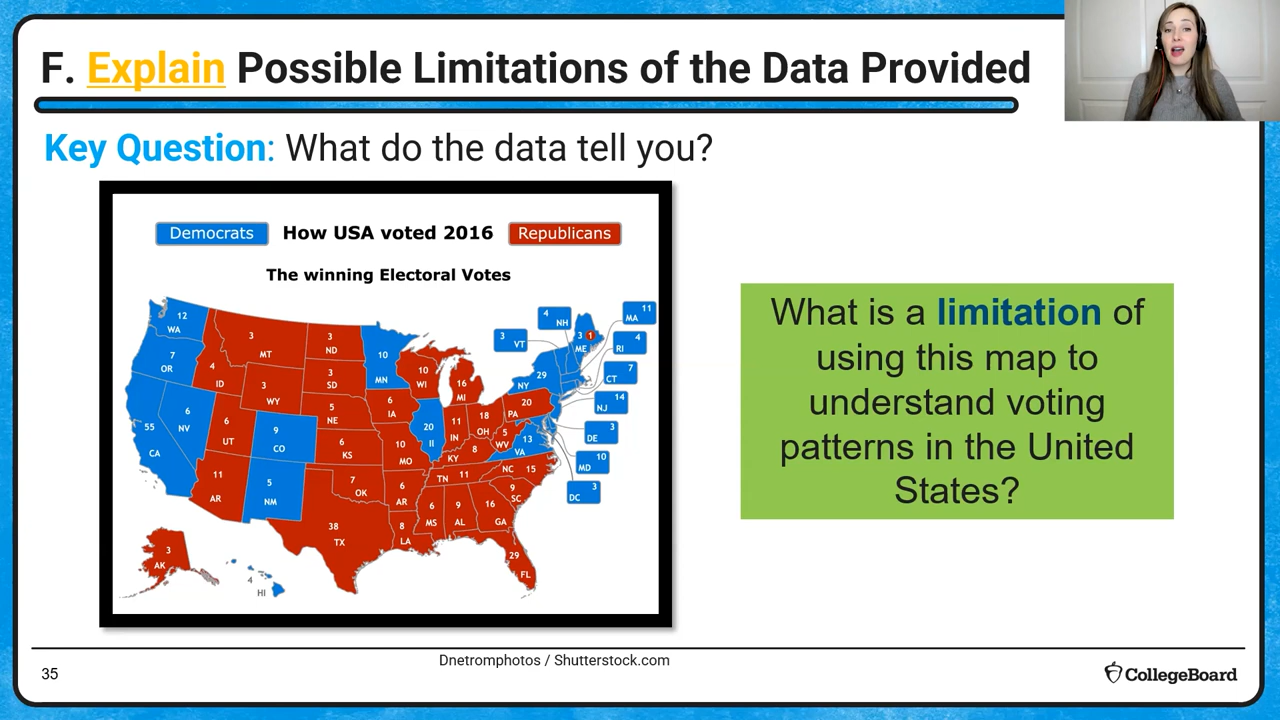 F. Explain Possible Limitations of the Data Provided
Key Question: What do the data tell you?
Democrats How USA voted 2016 Republicans
The winning Electoral Votes
12
WA
7
OR
55
CA
6
NV
4
ID
3
MT
3
WY
6
UT
11
AR
9
CO
5
NM
3
ND
3
SD
5
NE
6
KS
7
OK
38
TX
10
MN
6
IA
10
MO
6
AR
8
LA
10
WI
20
II
16
MI
11
IN
18
OH
8
KY
TN 11
6
MS
9
AL
16
GA
29
FL
9
SC
NC 15
5
WV
13
VA
20
PA
29
NY
3
VT
4
NH
3 1
ME
11
MA
4
RI
7
CT
14
NJ
3
DE
10
MD
3
DC
3
AK
4
HI
What is a limitation of
using this map to
understand voting
patterns in the United
States?
Dnetromphotos / Shutterstock.com
35
CollegeBoard